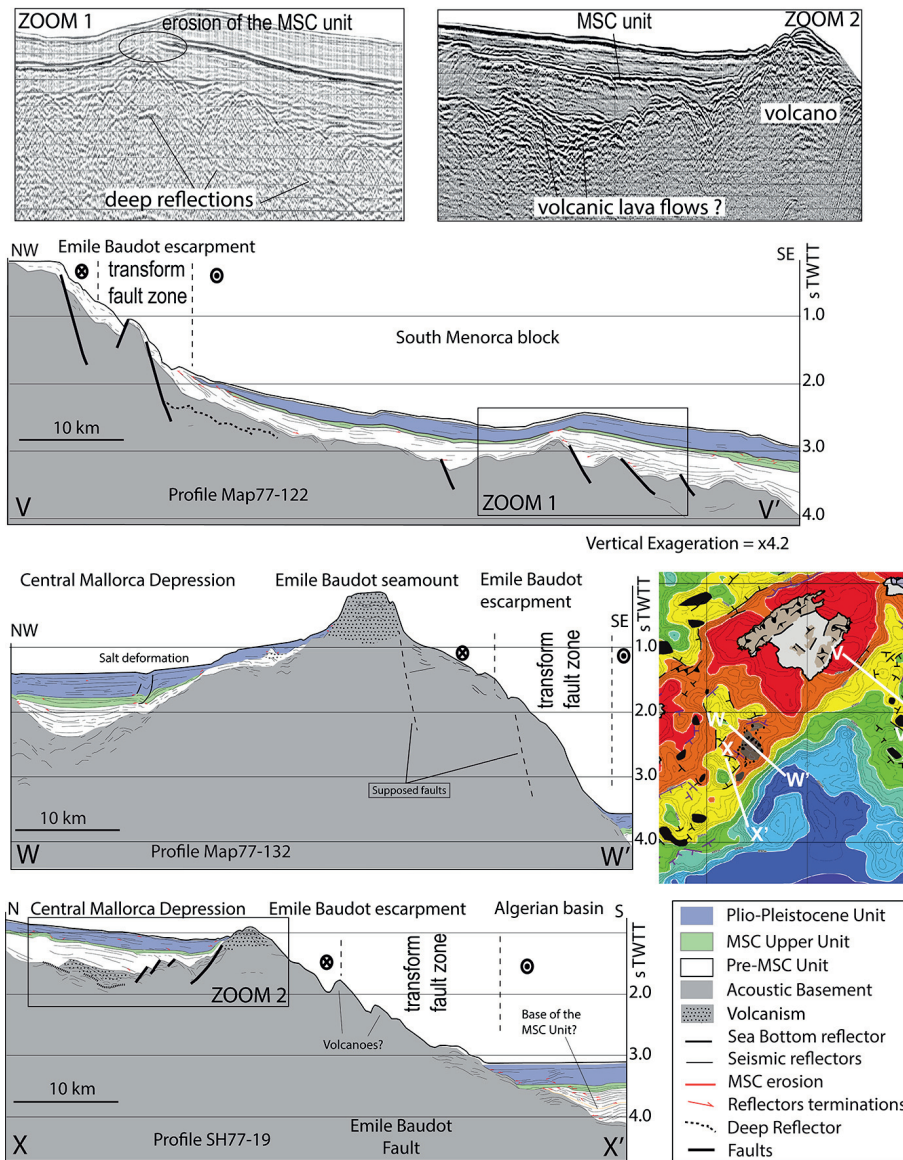 ZOOM 1
erosion of the MSC unit
deep reflections
MSC unit
ZOOM 2
volcano
volcanic lava flows ?
NW
Emile Baudot escarpment
transform
fault zone
SE
s TWTT
1.0
South Menorca block
2.0
10 km
3.0
ZOOM 1
V
Profile Map77-122
V'
4.0
Vertical Exageration = x4.2
Central Mallorca Depression
Emile Baudot seamount
Emile Baudot
escarpment
NW
SE
s TWTT
Salt deformation
transform
fault zone
1.0
2.0
Supposed faults
3.0
10 km
4.0
W
Profile Map77-132
W'
V
V
W
X
W'
X'
N
Central Mallorca Depression
Emile Baudot escarpment
Algerian basin
S
s TWTT
1.0
transform
fault zone
ZOOM 2
2.0
Volcanoes?
Base of the
MSC Unit?
3.0
10 km
4.0
Emile Baudot
Fault
X
Profile SH77-19
X'
Plio-Pleistocene Unit
MSC Upper Unit
Pre-MSC Unit
Acoustic Basement
Volcanism
Sea Bottom reflector
Seismic reflectors
MSC erosion
Reflectors terminations
Deep Reflector
Faults